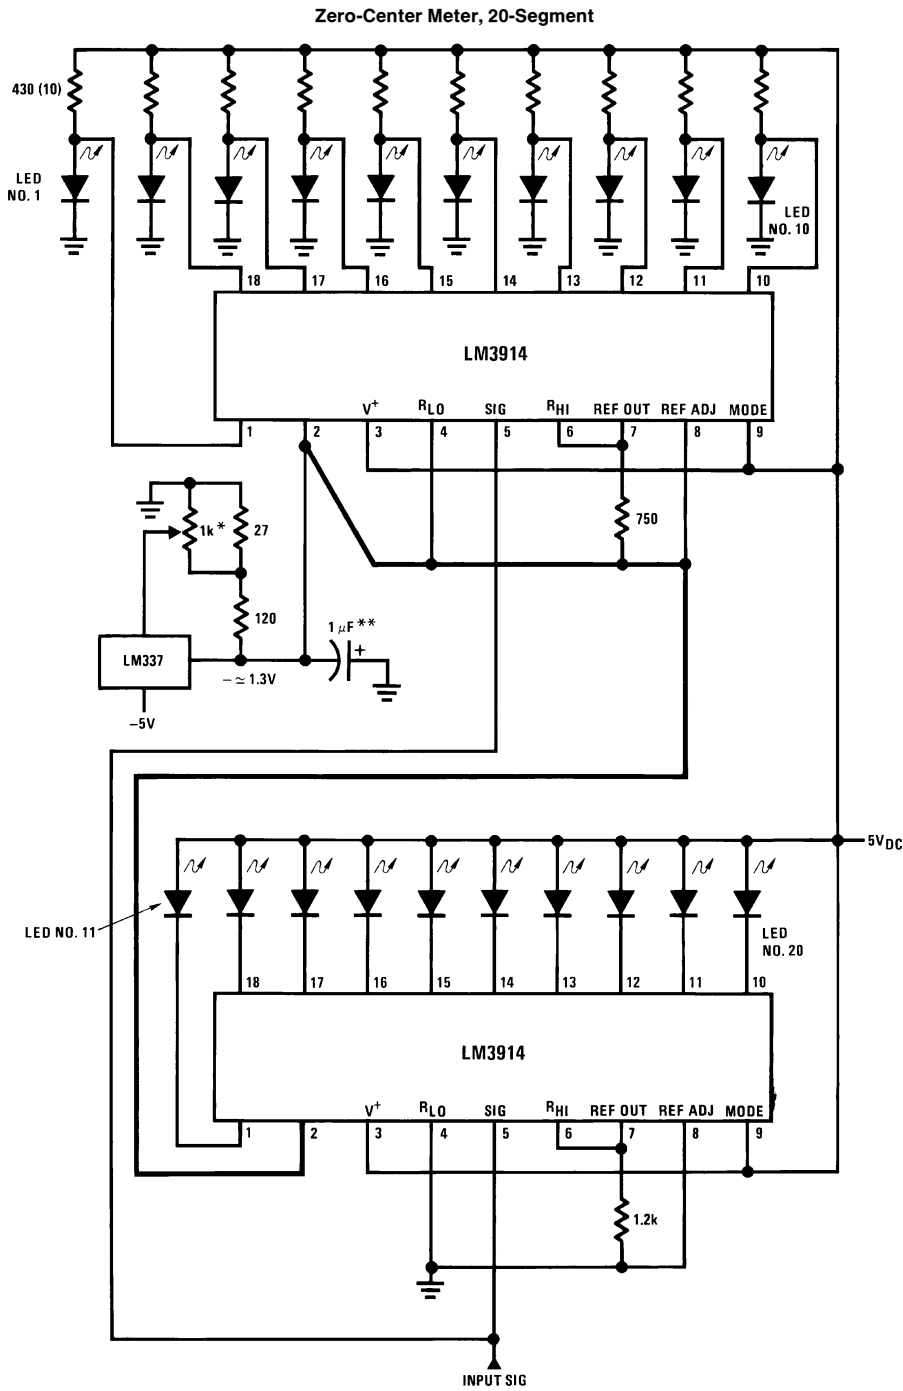 Zero-Center Meter, 20-Segment
430 (10)
LED
NO. 1
LED
NO. 10
18 17 16 15 14 13 12 11 10
LM3914
V+ RLO SIG RHI REF OUT REF ADJ MODE
1 2 3 4 5 6 7 8 9
1k* 27
750
120
1 μF** +
LM337
– ≃ 1.3V
–5V
5VDC
LED NO. 11
LED
NO. 20
18 17 16 15 14 13 12 11 10
LM3914
V+ RLO SIG RHI REF OUT REF ADJ MODE
1 2 3 4 5 6 7 8 9
1.2k
INPUT SIG